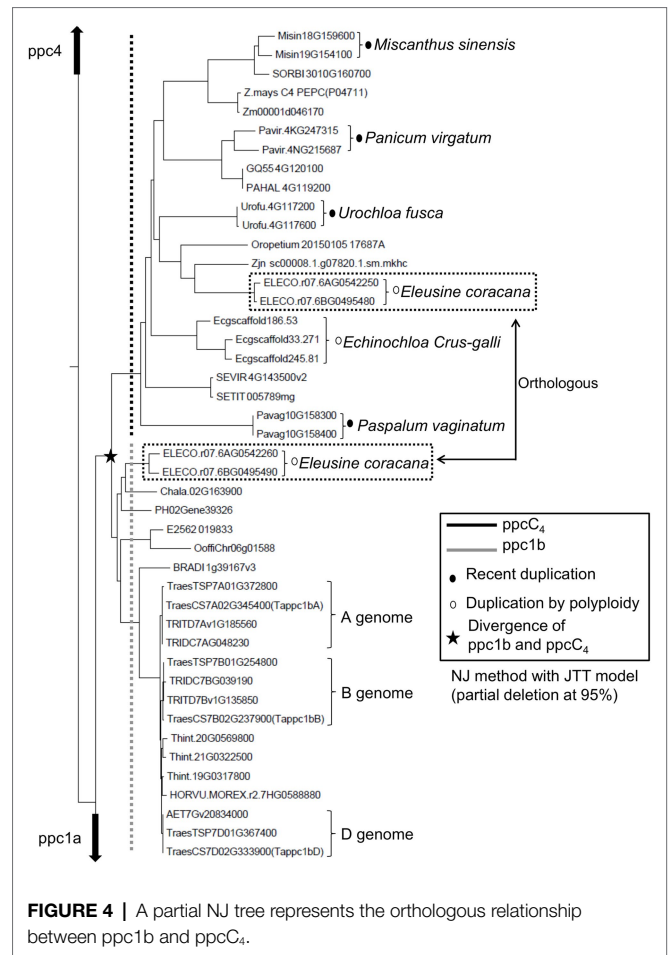 ppc4
Misin18G159600
Misin19G154100
Miscanthus sinensis
SORBI 3010G160700
Z.mays C4 PEPC(P04711)
Zm00001d046170
Pavir.4KG247315
Pavir.4NG215687
Panicum virgatum
GQ55 4G120100
PAHAL 4G119200
Urofu.4G117200
Urofu.4G117600
Urochloa fusca
Oropetium 20150105 17687A
Zjn sc00008.1.g07820.1.sm.mkhc
ELECO.r07.6AG0542250
ELECO.r07.6BG0495480
Eleusine coracana
Ecgscaffold186.53
Ecgscaffold33.271
Ecgscaffold245.81
Echinochloa Crus-galli
Orthologous
SEVIR 4G143500v2
SETIT 005789mg
Pavag10G158300
Pavag10G158400
Paspalum vaginatum
ELECO.r07.6AG0542260
ELECO.r07.6BG0495490
Eleusine coracana
Chala.02G163900
PH02Gene39326
E2562 019833
OoffiChr06g01588
BRADI 1g39167v3
TraesTSP7A01G372800
TraesCS7A02G345400(Tappc1bA)
TRITD7Av1G185560
TRIDC7AG048230
A genome
TraesTSP7B01G254800
TRIDC7BG039190
TRITD7Bv1G135850
TraesCS7B02G237900(Tappc1bB)
B genome
Thint.20G0569800
Thint.21G0322500
Thint.19G0317800
HORVU.MOREX.r2.7HG0588880
AET7Gv20834000
TraesTSP7D01G367400
TraesCS7D02G333900(Tappc1bD)
D genome
ppc1a
ppcC₄
ppc1b
Recent duplication
Duplication by polyploidy
Divergence of
ppc1b and ppcC₄
NJ method with JTT model
(partial deletion at 95%)
FIGURE 4 | A partial NJ tree represents the orthologous relationship
between ppc1b and ppcC₄.